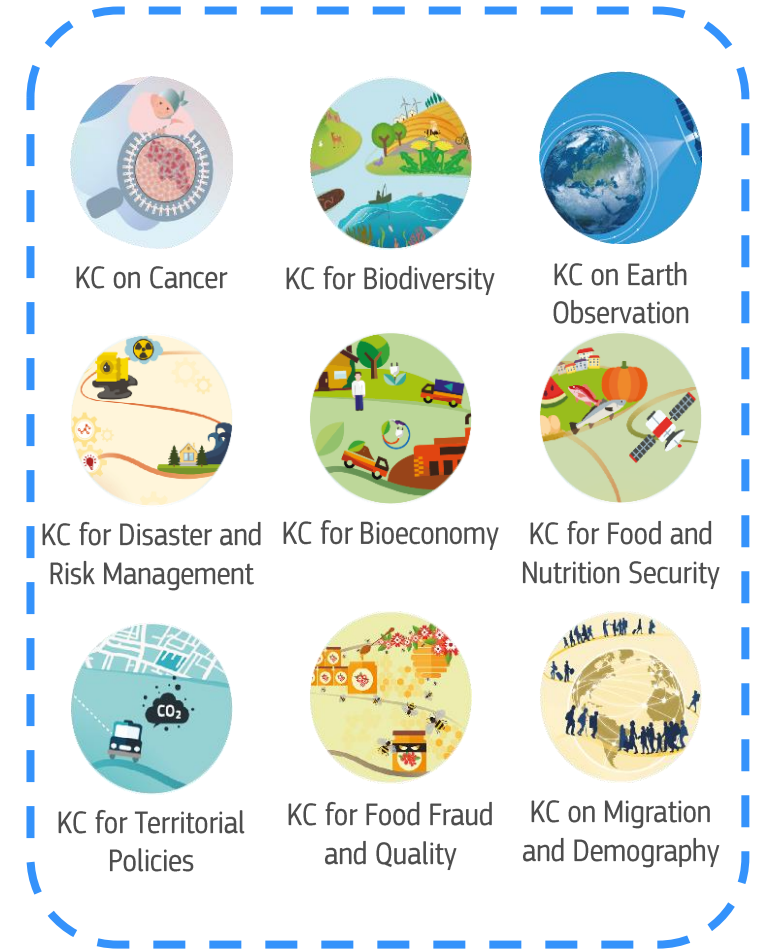 KC on Cancer
KC for Biodiversity
KC on Earth
Observation
KC for Disaster and
Risk Management
KC for Bioeconomy
KC for Food and
Nutrition Security
CO₂
KC for Territorial
Policies
KC for Food Fraud
and Quality
KC on Migration
and Demography